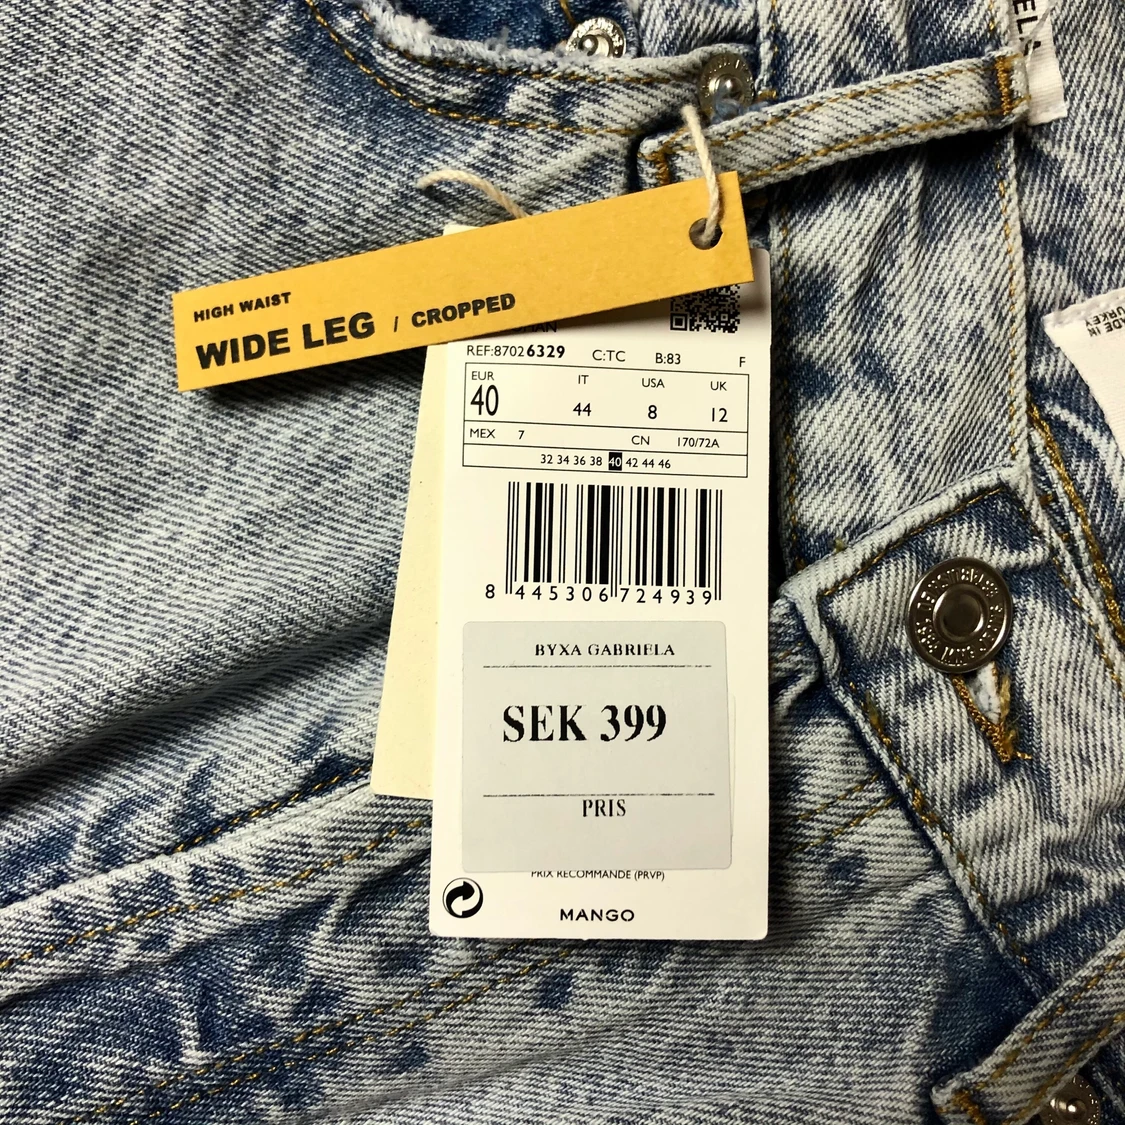 HIGH WAIST
WIDE LEG / CROPPED
REF:87026329 C:TC B:83 F
EUR IT USA UK
40 44 8 12
MEX 7 CN 170/72A
32 34 36 38 40 42 44 46
8 445306 724939
BYXA GABRIELA
SEK 399
PRIS
PRIX RECOMMANDE (PRVP)
MANGO